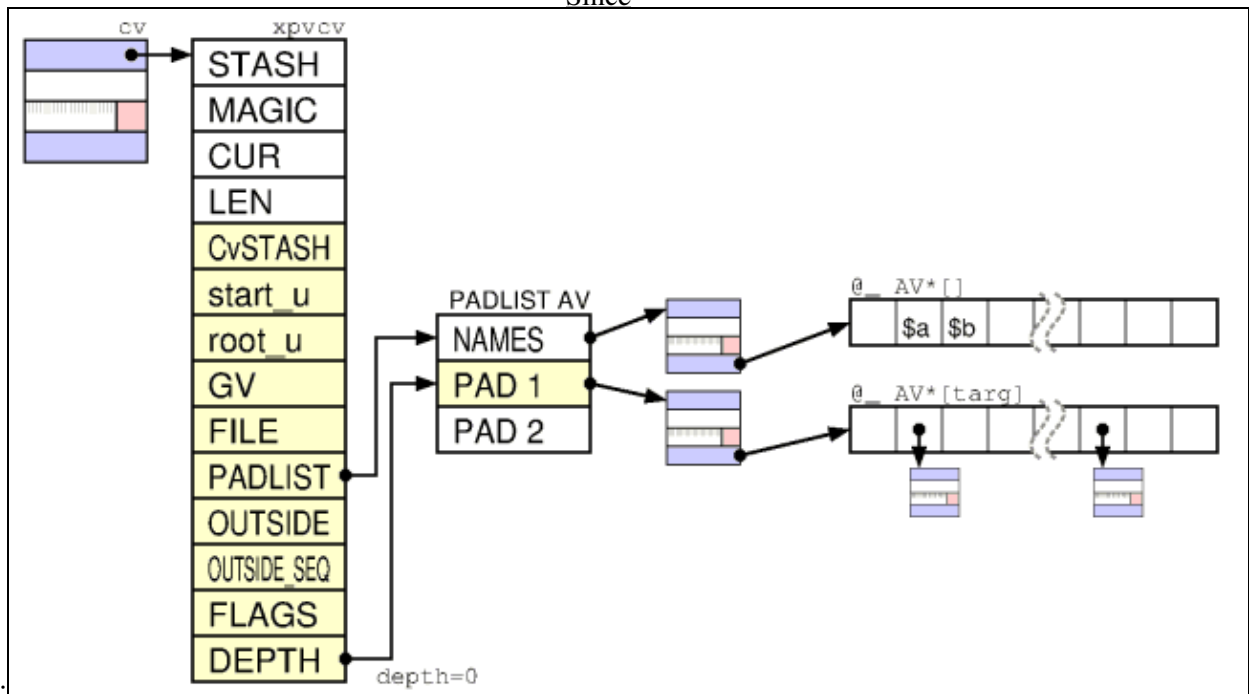 Since
cv
xpvcv
STASH
MAGIC
CUR
LEN
CvSTASH
start_u
root_u
GV
FILE
PADLIST
OUTSIDE
OUTSIDE_SEQ
FLAGS
DEPTH
depth=0
PADLIST AV
NAMES
PAD 1
PAD 2
@_ AV*[]
$a $b
@_ AV*[targ]
.